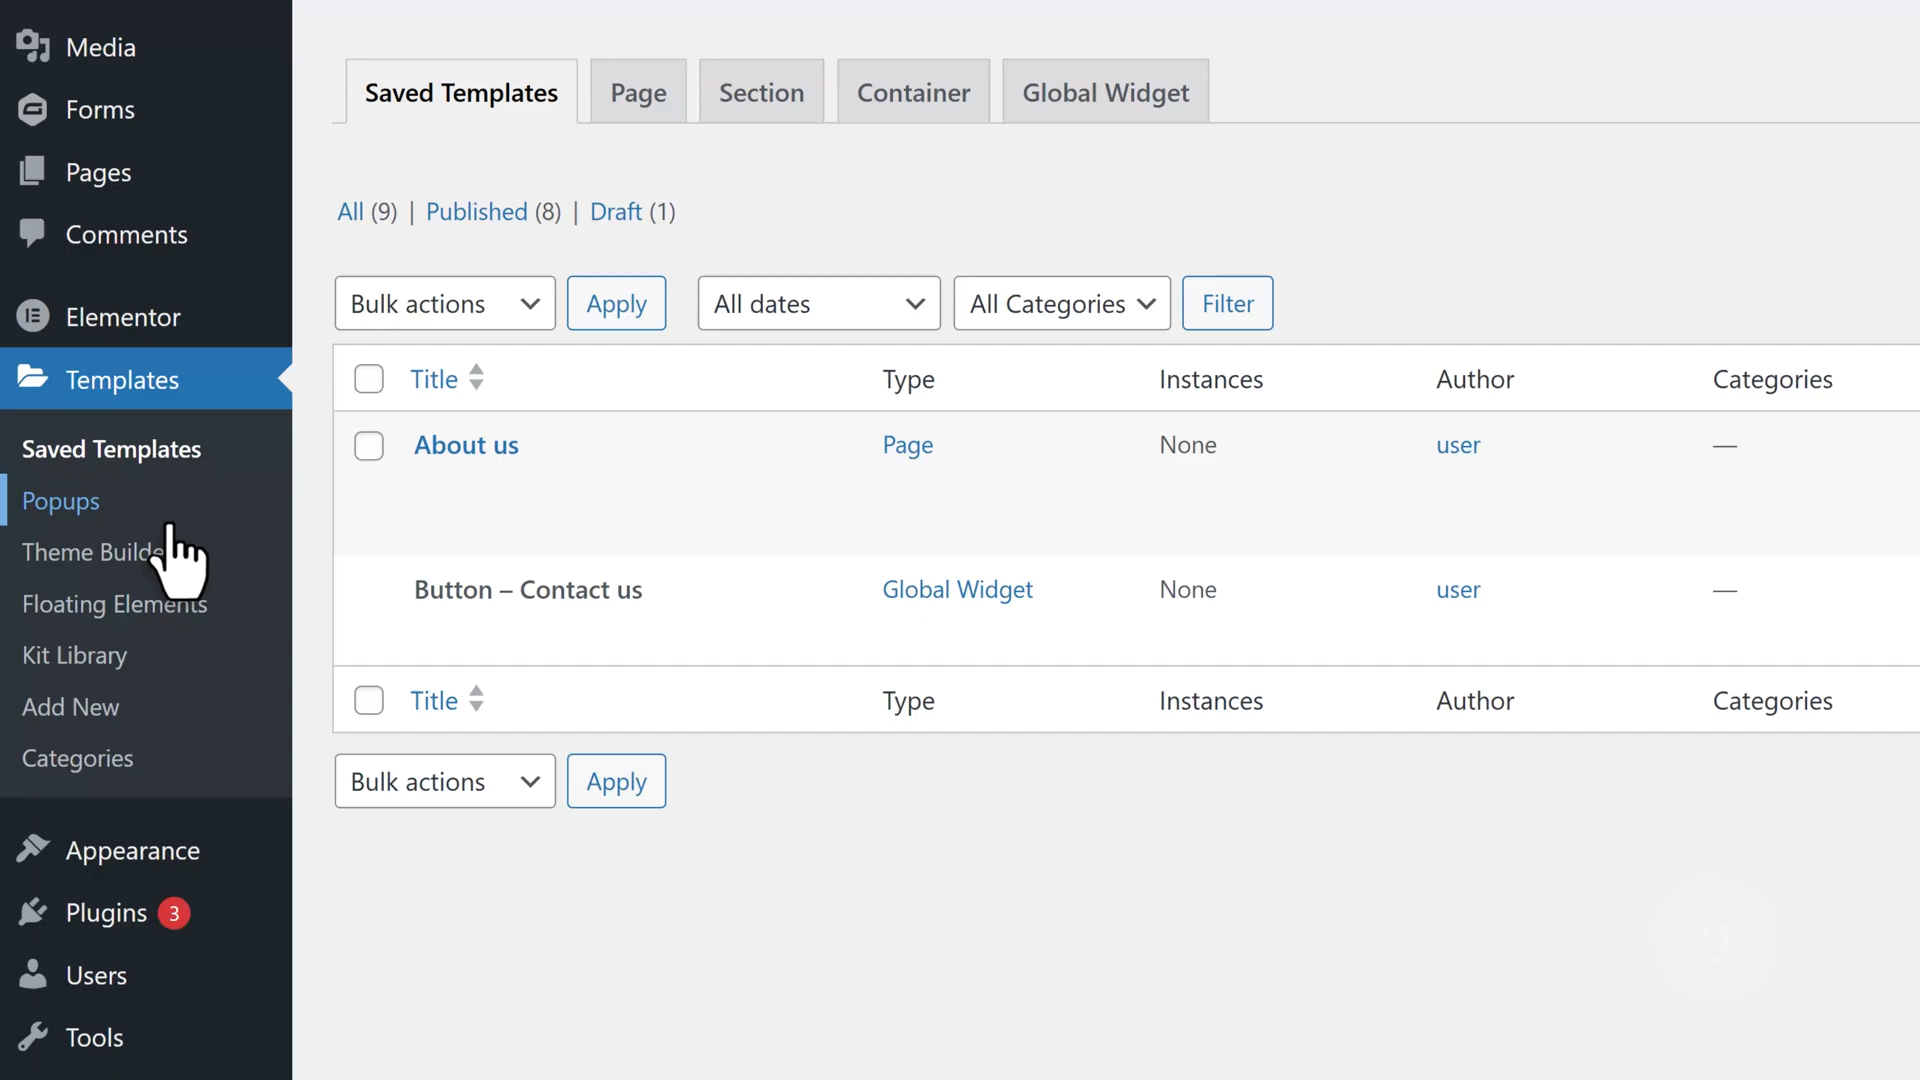 Media
Forms
Pages
Comments
Elementor
Templates
Saved Templates
Popups
Theme Builde
Floating Elements
Kit Library
Add New
Categories
Appearance
Plugins 3
Users
Tools
Saved Templates Page Section Container Global Widget
All (9) | Published (8) | Draft (1)
Bulk actions Apply All dates All Categories Filter
Title Type Instances Author Categories
About us Page None user —
Button – Contact us Global Widget None user —
Title Type Instances Author Categories
Bulk actions Apply